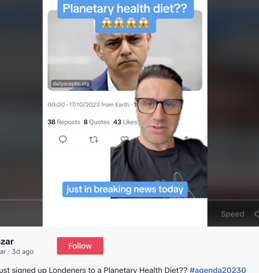 Planetary health diet??
😱😱😱😱
dailysceptic.org
00:00 · 17/10/2023 from Earth ·
38 Reposts 8 Quotes 43 Likes
just in breaking news today
Speed
zar
ar · 3d ago
Follow
ust signed up Londeners to a Planetary Health Diet?? #agenda20230